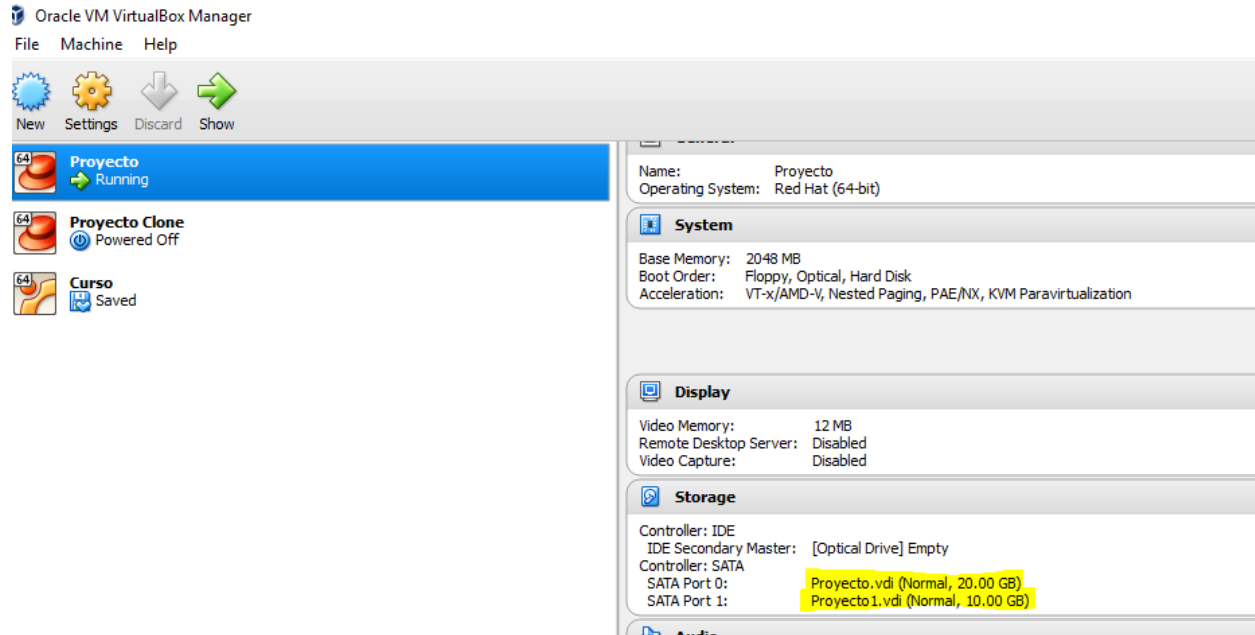 Oracle VM VirtualBox Manager
File Machine Help
New Settings Discard Show
64 Proyecto
Running
64 Proyecto Clone
Powered Off
64 Curso
Saved
General
Name: Proyecto
Operating System: Red Hat (64-bit)
System
Base Memory: 2048 MB
Boot Order: Floppy, Optical, Hard Disk
Acceleration: VT-x/AMD-V, Nested Paging, PAE/NX, KVM Paravirtualization
Display
Video Memory: 12 MB
Remote Desktop Server: Disabled
Video Capture: Disabled
Storage
Controller: IDE
IDE Secondary Master: [Optical Drive] Empty
Controller: SATA
SATA Port 0: Proyecto.vdi (Normal, 20.00 GB)
SATA Port 1: Proyecto1.vdi (Normal, 10.00 GB)
Audio